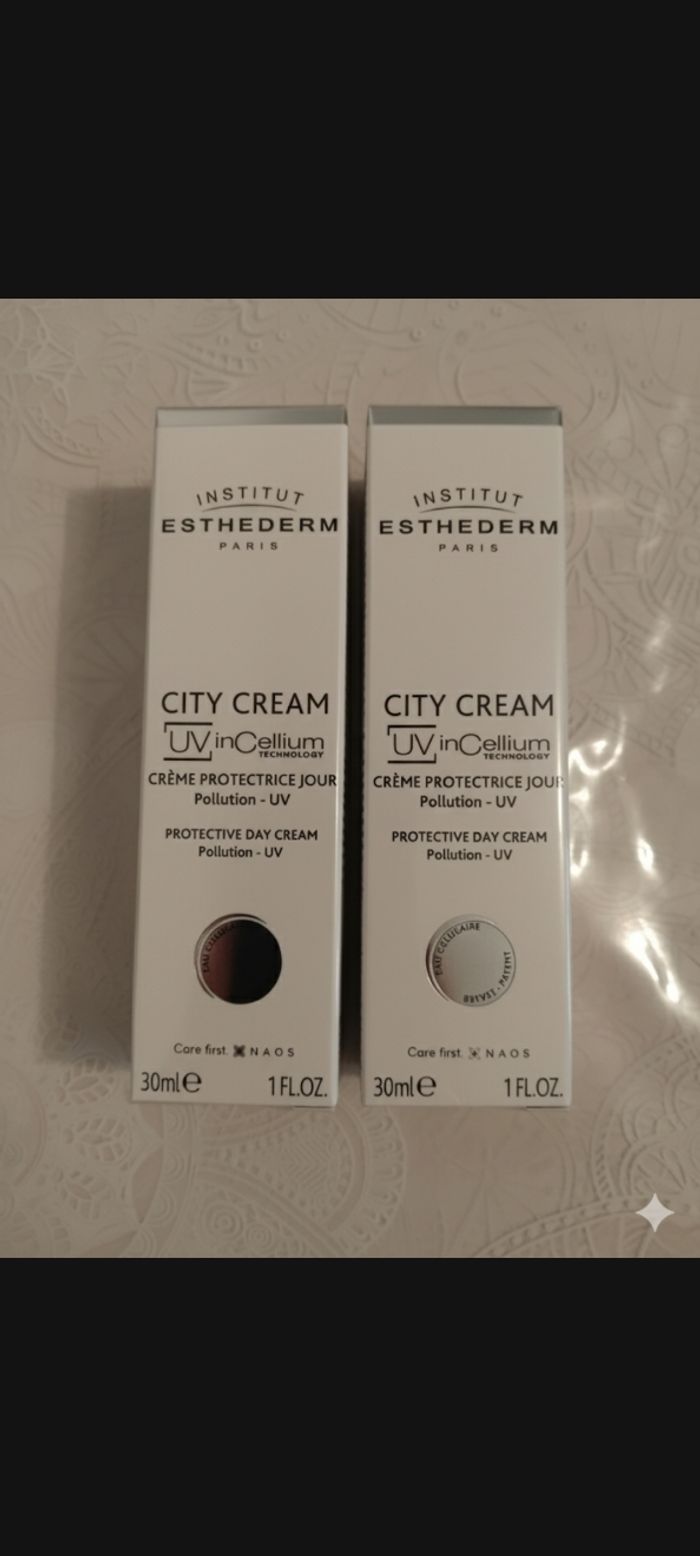 INSTITUT
ESTHEDERM
PARIS
CITY CREAM
UV inCellium
TECHNOLOGY
CRÈME PROTECTRICE JOUR
Pollution - UV
PROTECTIVE DAY CREAM
Pollution - UV
Care first. NAOS
30ml℮ 1 FL.OZ.
INSTITUT
ESTHEDERM
PARIS
CITY CREAM
UV inCellium
TECHNOLOGY
CRÈME PROTECTRICE JOUR
Pollution - UV
PROTECTIVE DAY CREAM
Pollution - UV
EAU CELLULAIRE
Care first. NAOS
30ml℮ 1 FL.OZ.